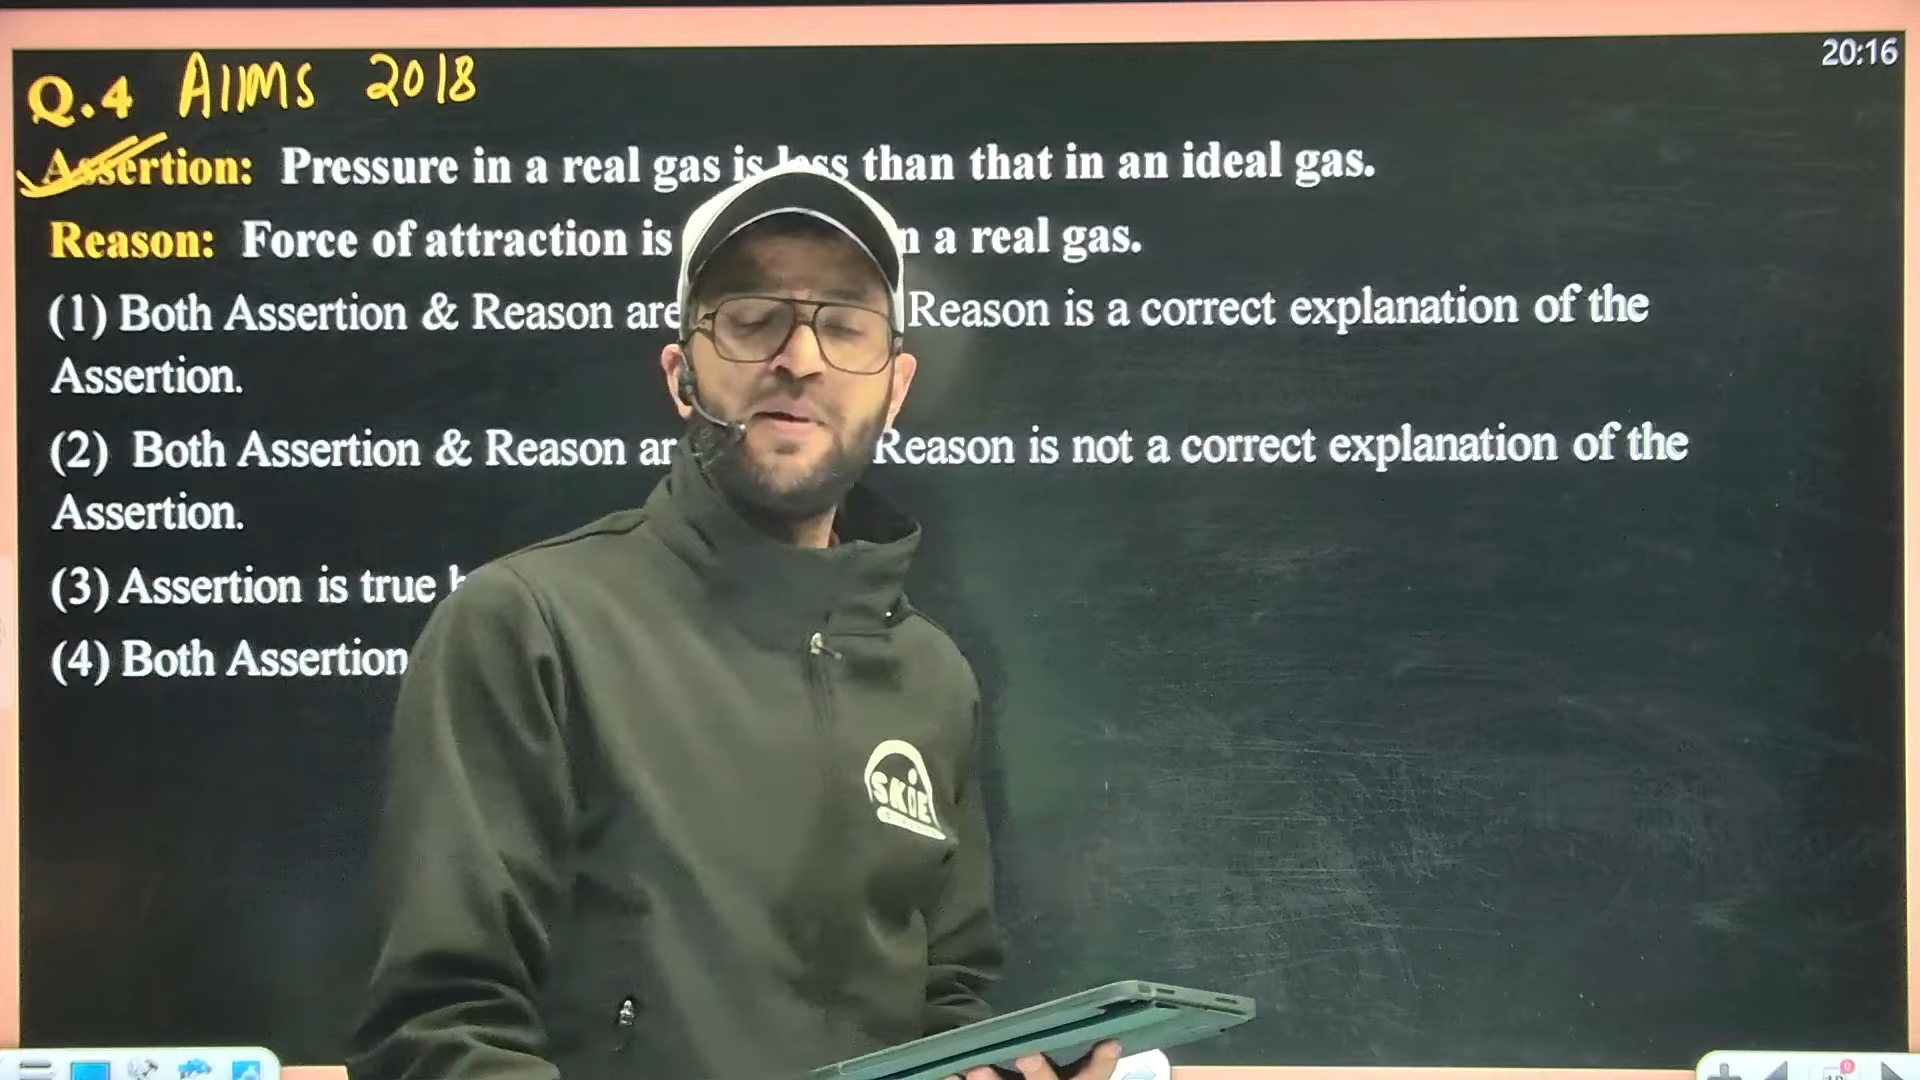 20:16
Q.4 AIIMS 2018
Assertion: Pressure in a real gas is less than that in an ideal gas.
Reason: Force of attraction is a real gas.
(1) Both Assertion & Reason are Reason is a correct explanation of the
Assertion.
(2) Both Assertion & Reason Reason is not a correct explanation of the
Assertion.
(3) Assertion is true
(4) Both Assertion
SKIE